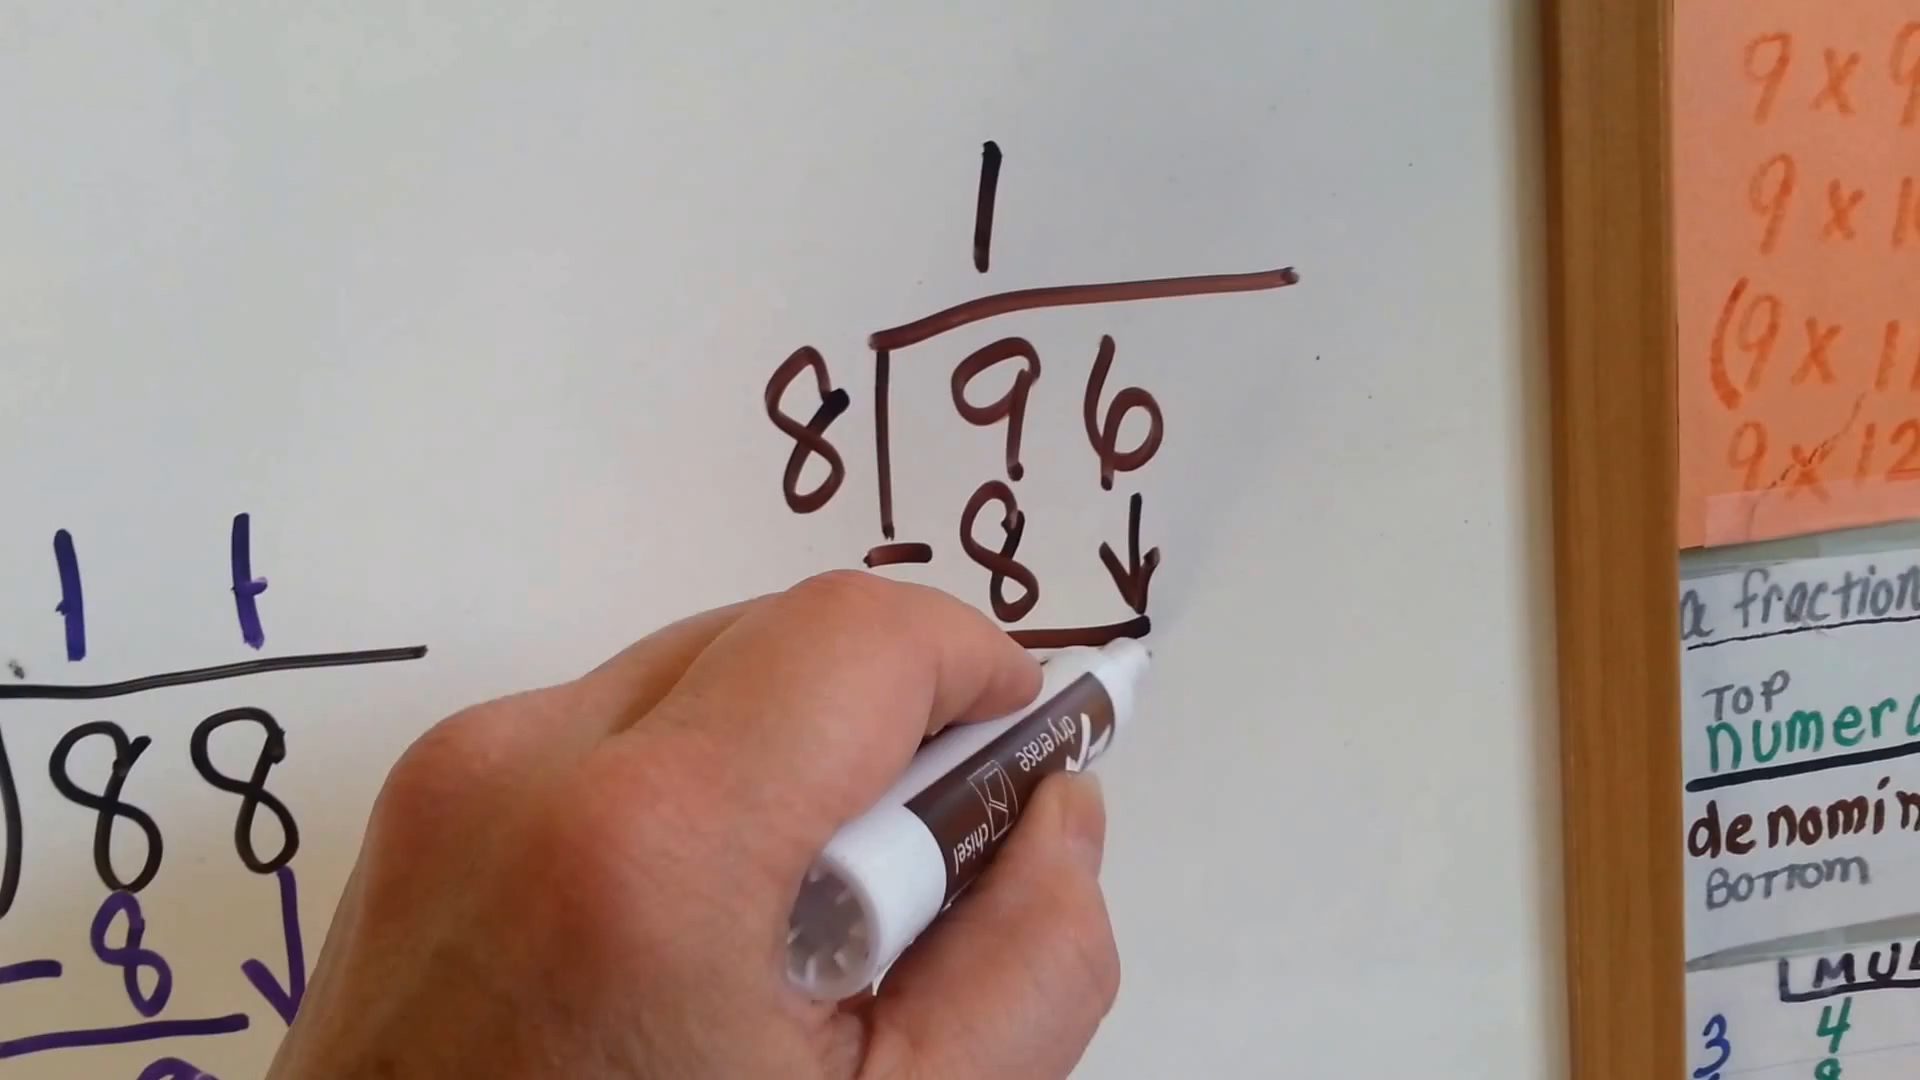 1
8 9 6
- 8
1 1
8 8
- 8
dry erase
chisel
9 x 9
9 x 1
(9 x 1
9 x 12
a fraction
TOP
numera
denomin
BOTTOM
MUL
3 4